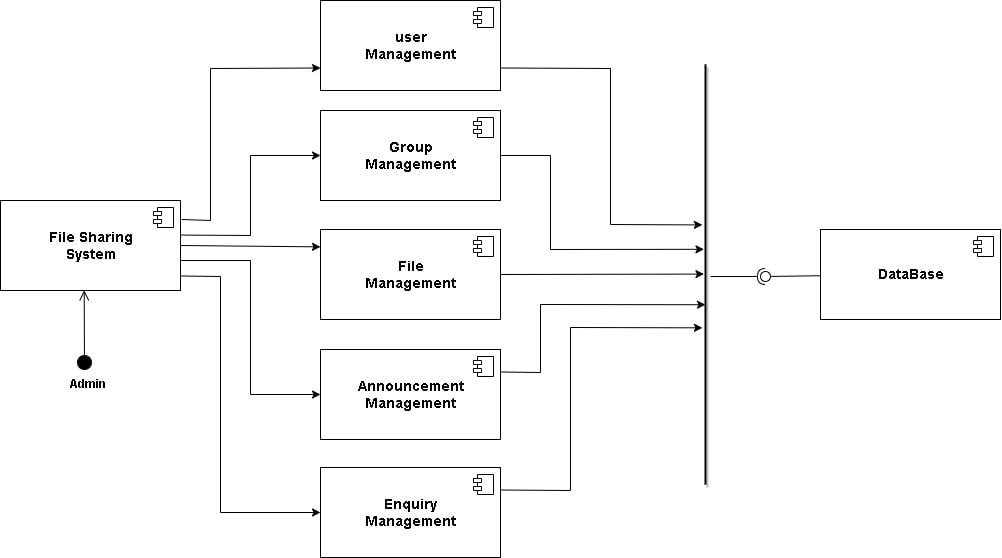 user
Management
Group
Management
File Sharing
System
File
Management
DataBase
Admin
Announcement
Management
Enquiry
Management